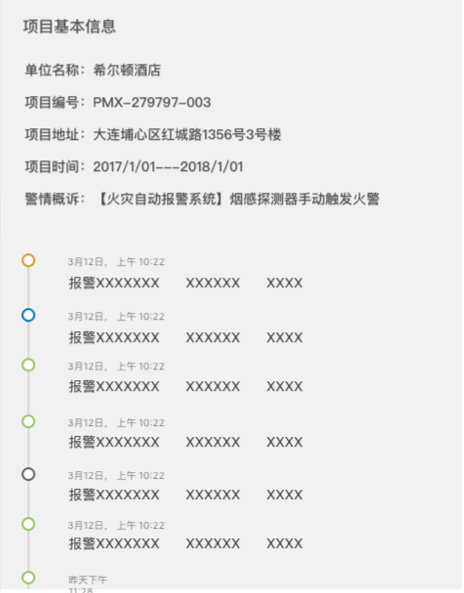 项目基本信息
单位名称：希尔顿酒店
项目编号：PMX-279797-003
项目地址：大连埔心区红城路1356号3号楼
项目时间：2017/1/01---2018/1/01
警情概诉：【火灾自动报警系统】烟感探测器手动触发火警
3月12日， 上午 10:22
报警XXXXXXX XXXXXX XXXX
3月12日， 上午 10:22
报警XXXXXXX XXXXXX XXXX
3月12日， 上午 10:22
报警XXXXXXX XXXXXX XXXX
3月12日， 上午 10:22
报警XXXXXXX XXXXXX XXXX
3月12日， 上午 10:22
报警XXXXXXX XXXXXX XXXX
3月12日， 上午 10:22
报警XXXXXXX XXXXXX XXXX
昨天下午
11:28